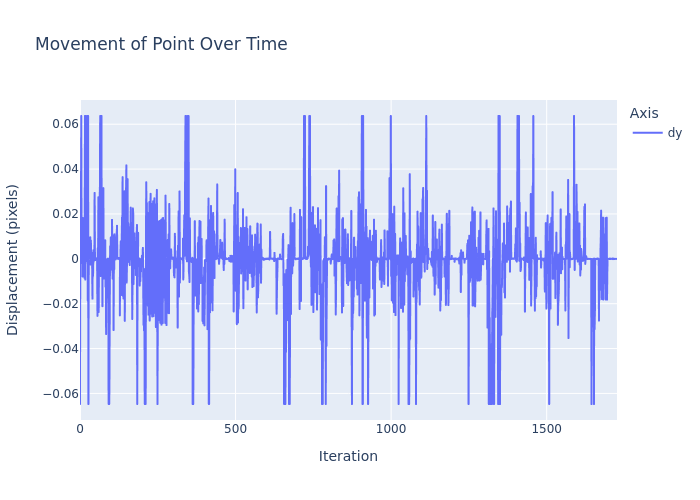 Movement of Point Over Time
Axis
dy
0.06
0.04
0.02
0
−0.02
−0.04
−0.06
Displacement (pixels)
0
500
1000
1500
Iteration